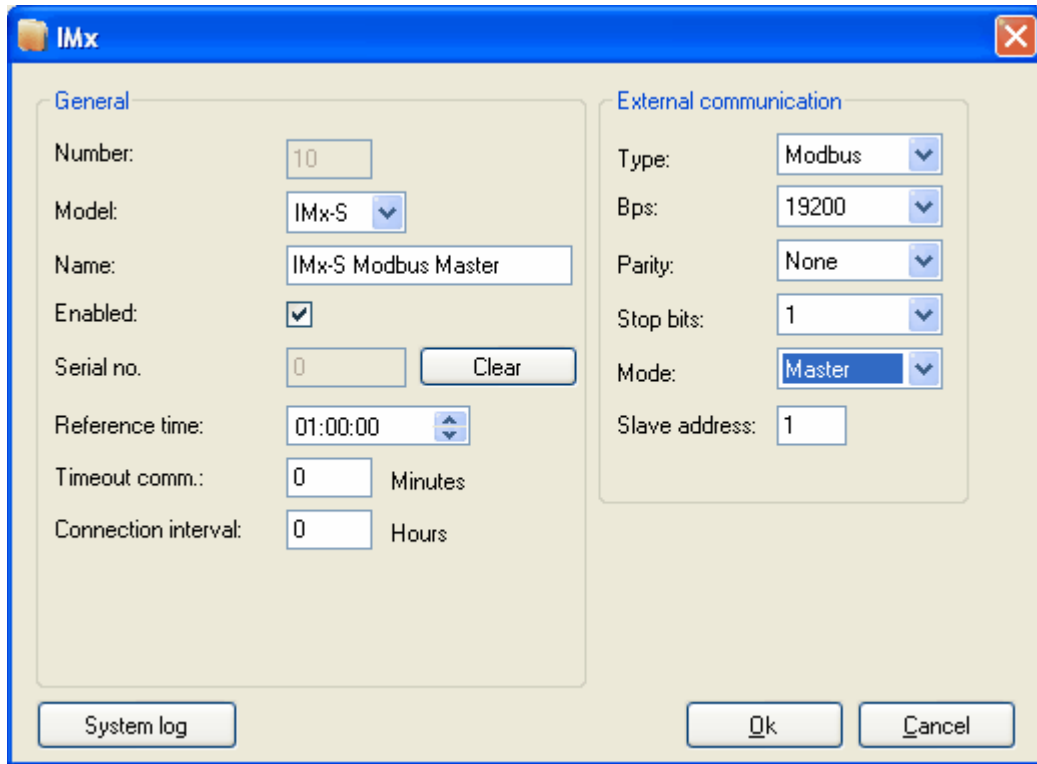 IMx
General
Number: 10
Model: IMx-S
Name: IMx-S Modbus Master
Enabled:
Serial no. 0 Clear
Reference time: 01:00:00
Timeout comm.: 0 Minutes
Connection interval: 0 Hours
External communication
Type: Modbus
Bps: 19200
Parity: None
Stop bits: 1
Mode: Master
Slave address: 1
System log
Ok
Cancel